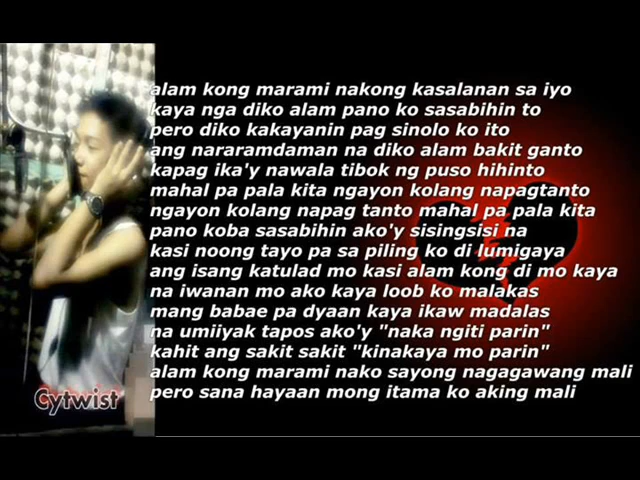 alam kong marami nakong kasalanan sa iyo
kaya nga diko alam pano ko sasabihin to
pero diko kakayanin pag sinolo ko ito
ang nararamdaman na diko alam bakit ganto
kapag ika'y nawala tibok ng puso hihinto
mahal pa pala kita ngayon kolang napagtanto
ngayon kolang napag tanto mahal pa pala kita
pano koba sasabihin ako'y sisingsisi na
kasi noong tayo pa sa piling ko di lumigaya
ang isang katulad mo kasi alam kong di mo kaya
na iwanan mo ako kaya loob ko malakas
mang babae pa dyaan kaya ikaw madalas
na umiiyak tapos ako'y "naka ngiti parin"
kahit ang sakit sakit "kinakaya mo parin"
alam kong marami nako sayong nagagawang mali
pero sana hayaan mong itama ko aking mali
Cytwist